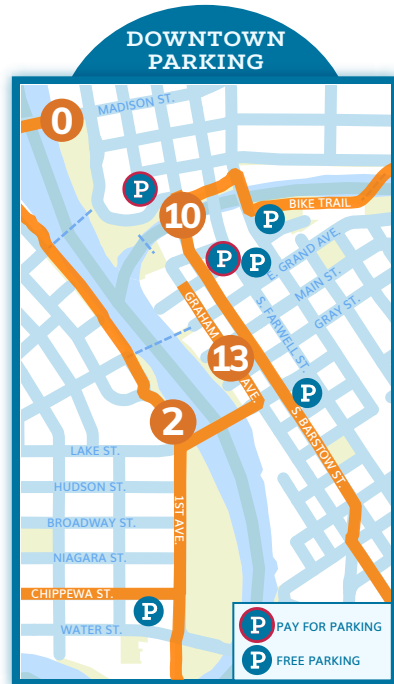 DOWNTOWN
PARKING
MADISON ST.
0
P
BIKE TRAIL
10
P
P
P
E. GRAND AVE.
MAIN ST.
GRAY ST.
S. FARWELL ST.
GRAHAM AVE.
13
P
S. BARSTOW ST.
2
LAKE ST.
HUDSON ST.
1ST AVE.
BROADWAY ST.
NIAGARA ST.
CHIPPEWA ST.
P
WATER ST.
P PAY FOR PARKING
P FREE PARKING